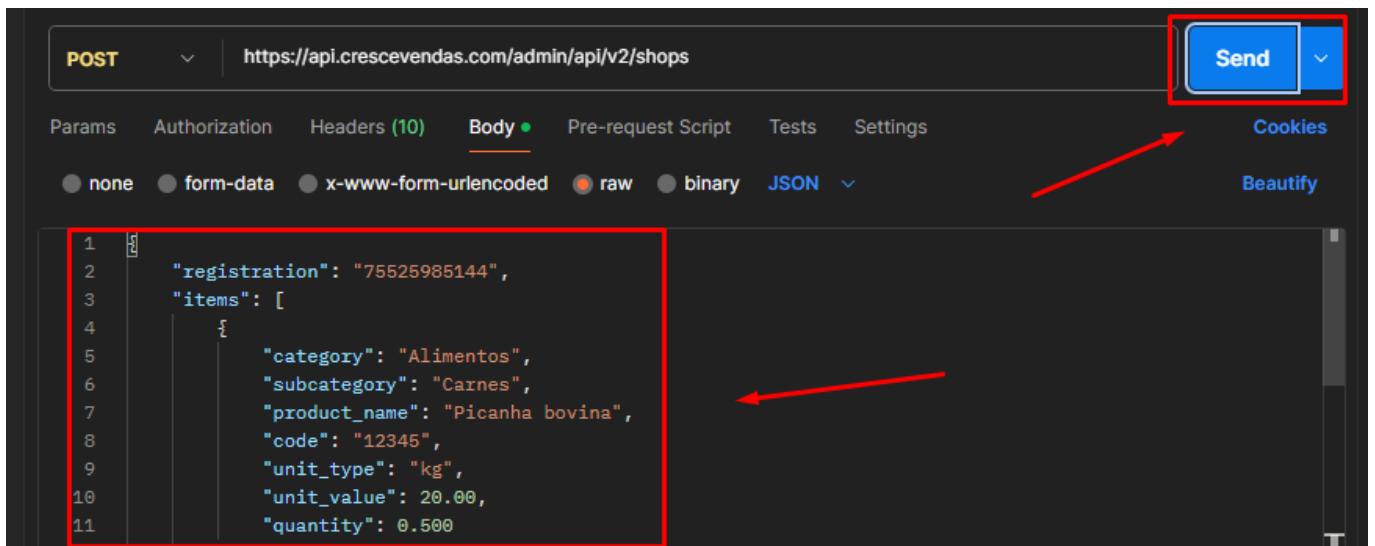 POST https://api.crescevendas.com/admin/api/v2/shops Send
Params Authorization Headers (10) Body Pre-request Script Tests Settings Cookies
none form-data x-www-form-urlencoded raw binary JSON Beautify
1 {
2 "registration": "75525985144",
3 "items": [
4 {
5 "category": "Alimentos",
6 "subcategory": "Carnes",
7 "product_name": "Picanha bovina",
8 "code": "12345",
9 "unit_type": "kg",
10 "unit_value": 20.00,
11 "quantity": 0.500